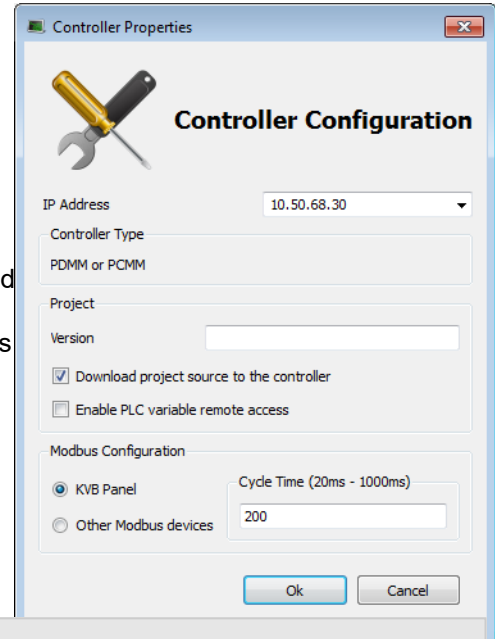 Controller Properties
Controller Configuration
IP Address
10.50.68.30
Controller Type
PDMM or PCMM
d
Project
s
Version
Download project source to the controller
Enable PLC variable remote access
Modbus Configuration
KVB Panel
Cycle Time (20ms - 1000ms)
200
Other Modbus devices
Ok Cancel